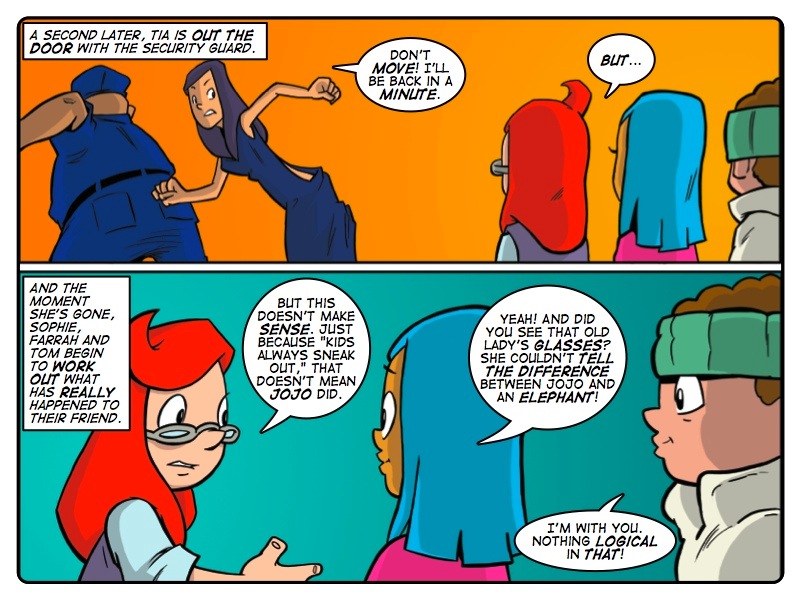 A SECOND LATER, TIA IS OUT THE
DOOR WITH THE SECURITY GUARD.
DON'T
MOVE! I'LL
BE BACK IN A
MINUTE.
BUT...
AND THE
MOMENT
SHE'S GONE,
SOPHIE,
FARRAH AND
TOM BEGIN
TO WORK
OUT WHAT
HAS REALLY
HAPPENED TO
THEIR FRIEND.
BUT THIS
DOESN'T MAKE
SENSE. JUST
BECAUSE "KIDS
ALWAYS SNEAK
OUT," THAT
DOESN'T MEAN
JOJO DID.
YEAH! AND DID
YOU SEE THAT OLD
LADY'S GLASSES?
SHE COULDN'T TELL
THE DIFFERENCE
BETWEEN JOJO AND
AN ELEPHANT!
I'M WITH YOU.
NOTHING LOGICAL
IN THAT!